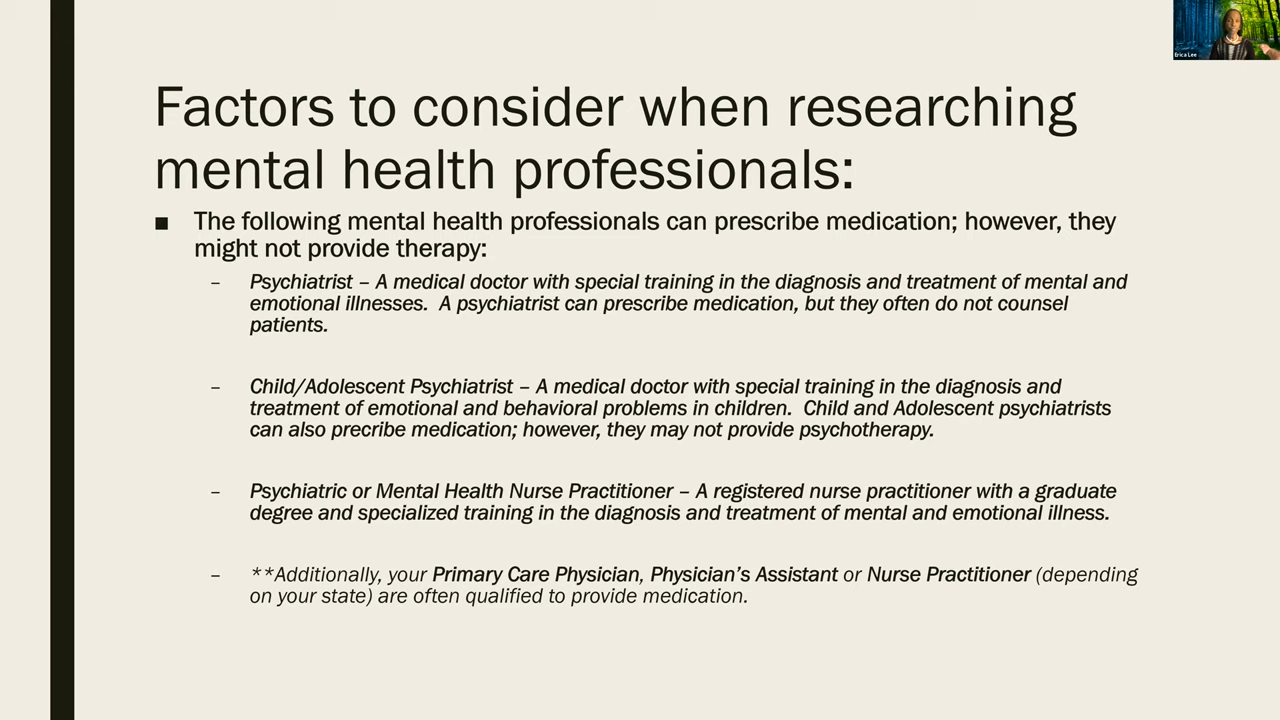 Erica Lee
Factors to consider when researching
mental health professionals:
■ The following mental health professionals can prescribe medication; however, they
might not provide therapy:
– Psychiatrist – A medical doctor with special training in the diagnosis and treatment of mental and
emotional illnesses.  A psychiatrist can prescribe medication, but they often do not counsel
patients.
– Child/Adolescent Psychiatrist – A medical doctor with special training in the diagnosis and
treatment of emotional and behavioral problems in children.  Child and Adolescent psychiatrists
can also precribe medication; however, they may not provide psychotherapy.
– Psychiatric or Mental Health Nurse Practitioner – A registered nurse practitioner with a graduate
degree and specialized training in the diagnosis and treatment of mental and emotional illness.
– **Additionally, your Primary Care Physician, Physician’s Assistant or Nurse Practitioner (depending
on your state) are often qualified to provide medication.